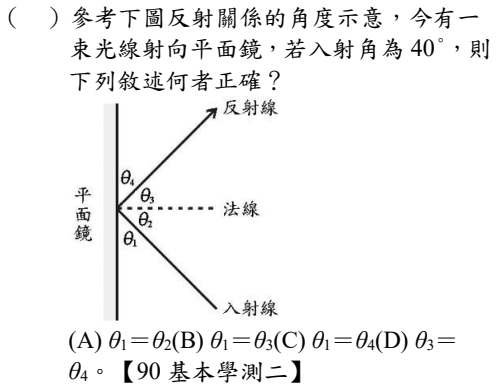 （　）參考下圖反射關係的角度示意，今有一
束光線射向平面鏡，若入射角為 40°，則
下列敘述何者正確？
反射線
θ4
θ3
平面鏡
法線
θ2
θ1
入射線
(A) θ1＝θ2(B) θ1＝θ3(C) θ1＝θ4(D) θ3＝
θ4。【90 基本學測二】